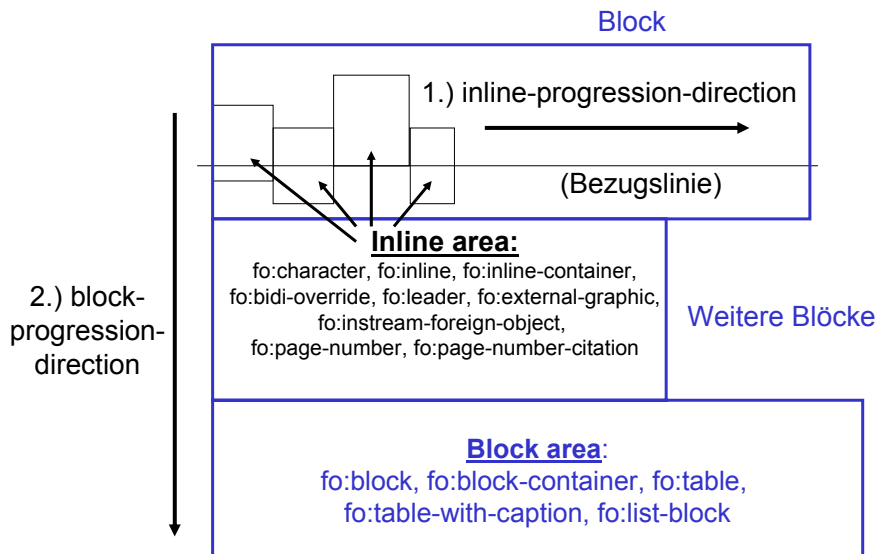 Block
1.) inline-progression-direction
(Bezugslinie)
Inline area:
fo:character, fo:inline, fo:inline-container,
fo:bidi-override, fo:leader, fo:external-graphic,
fo:instream-foreign-object,
fo:page-number, fo:page-number-citation
2.) block-
progression-
direction
Weitere Blöcke
Block area:
fo:block, fo:block-container, fo:table,
fo:table-with-caption, fo:list-block